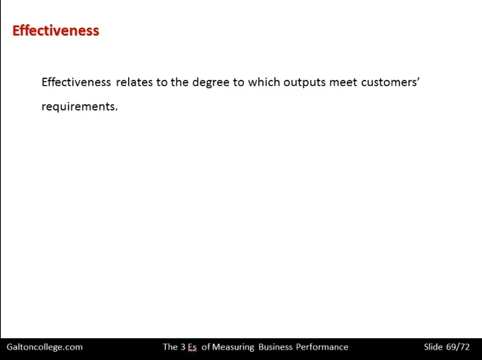 Effectiveness
Effectiveness relates to the degree to which outputs meet customers’
requirements.
Galtoncollege.com The 3 Es of Measuring Business Performance Slide 69/72